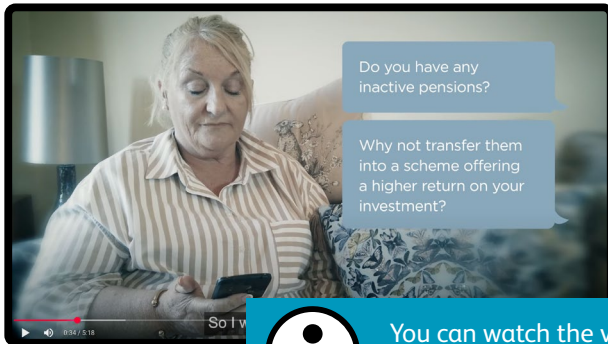 Do you have any
inactive pensions?
Why not transfer them
into a scheme offering
a higher return on your
investment?
So I
0:34 / 5:18
You can watch the